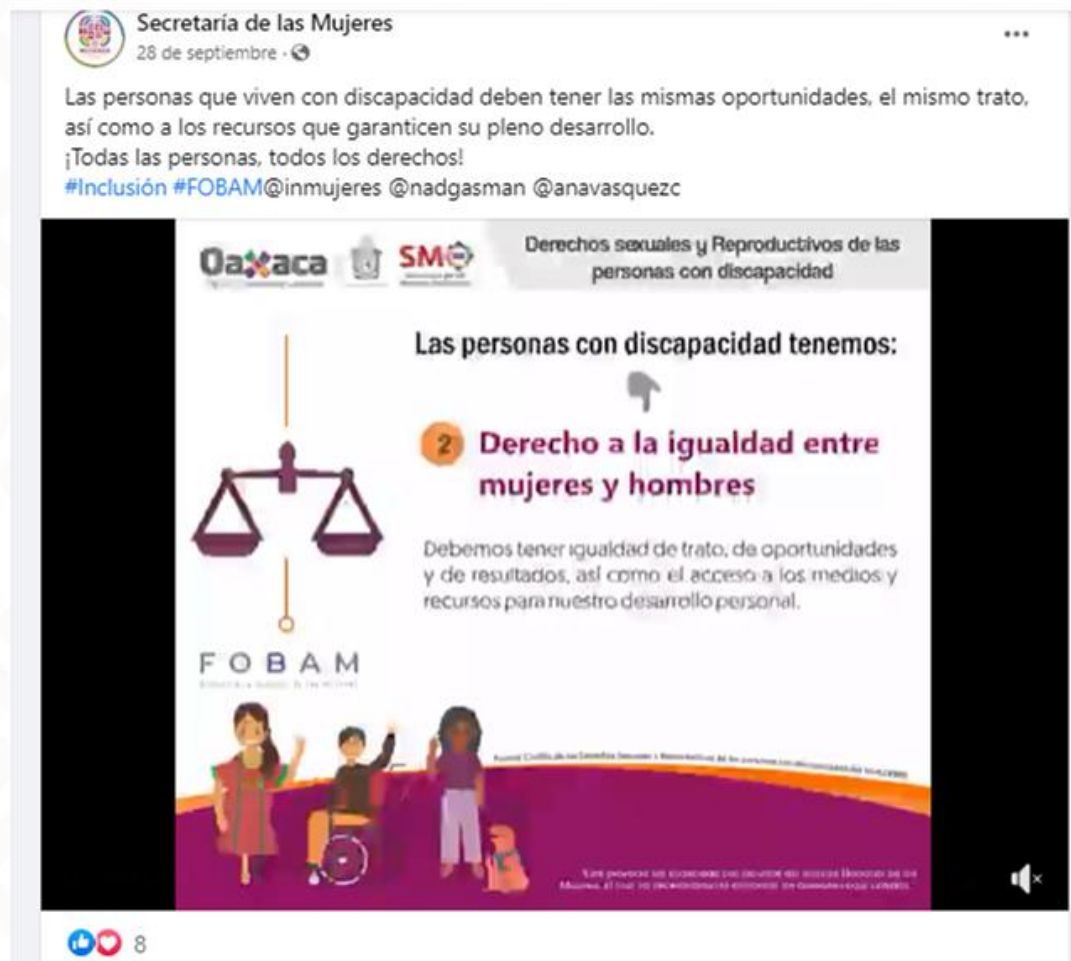 Secretaría de las Mujeres
28 de septiembre ·
Las personas que viven con discapacidad deben tener las mismas oportunidades, el mismo trato,
así como a los recursos que garanticen su pleno desarrollo.
¡Todas las personas, todos los derechos!
#Inclusión #FOBAM@inmujeres @nadgasman @anavasquezc
Oaxaca
SMO
Derechos sexuales y Reproductivos de las
personas con discapacidad
Las personas con discapacidad tenemos:
2 Derecho a la igualdad entre
mujeres y hombres
Debemos tener igualdad de trato, de oportunidades
y de resultados, así como el acceso a los medios y
recursos para nuestro desarrollo personal.
FOBAM
8